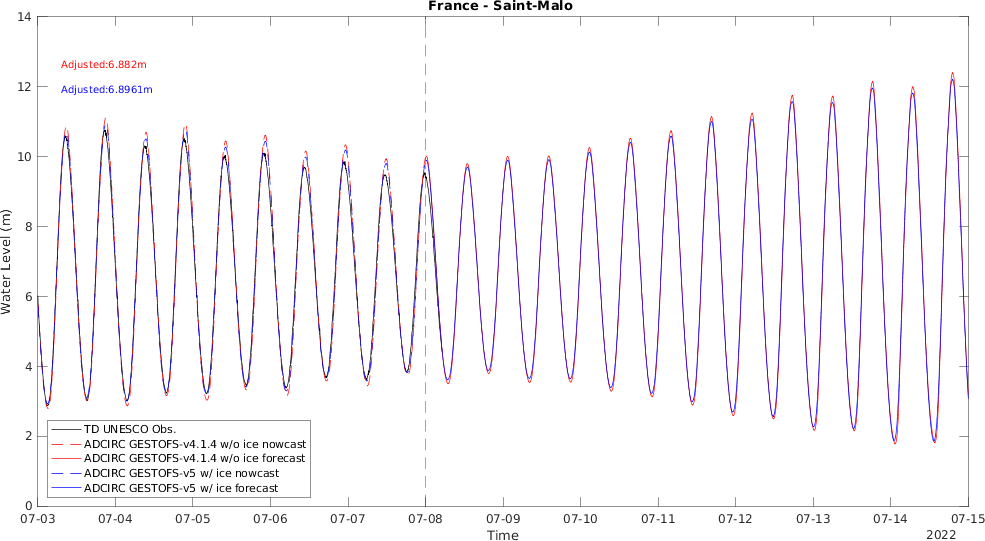 France - Saint-Malo
14
Adjusted:6.882m
Adjusted:6.8961m
12
10
8
6
4
2
0
Water Level (m)
TD UNESCO Obs.
ADCIRC GESTOFS-v4.1.4 w/o ice nowcast
ADCIRC GESTOFS-v4.1.4 w/o ice forecast
ADCIRC GESTOFS-v5 w/ ice nowcast
ADCIRC GESTOFS-v5 w/ ice forecast
07-03 07-04 07-05 07-06 07-07 07-08 07-09 07-10 07-11 07-12 07-13 07-14 07-15
Time
2022